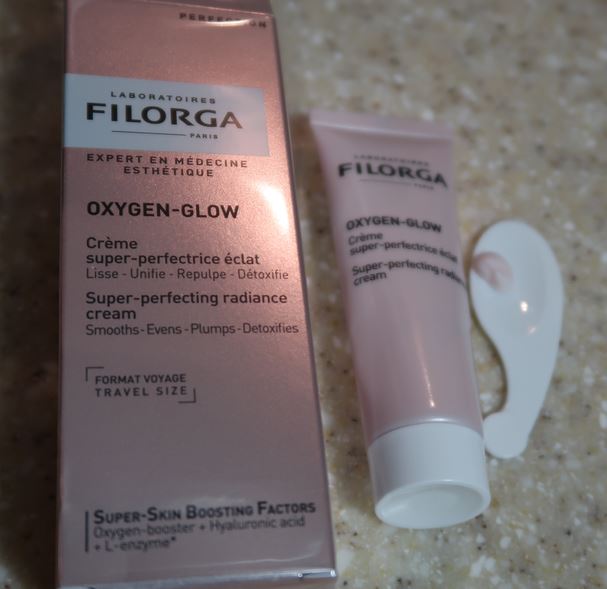 PERFECTION
LABORATOIRES
FILORGA
PARIS
EXPERT EN MÉDECINE
ESTHÉTIQUE
OXYGEN-GLOW
Crème
super-perfectrice éclat
Lisse - Unifie - Repulpe - Détoxifie
Super-perfecting radiance
cream
Smooths - Evens - Plumps - Detoxifies
FORMAT VOYAGE
TRAVEL SIZE
SUPER-SKIN BOOSTING FACTORS
Oxygen-booster + Hyaluronic acid
+ L-enzyme*
LABORATOIRES
FILORGA
PARIS
OXYGEN-GLOW
Crème
super-perfectrice éclat
Super-perfecting radiance
cream